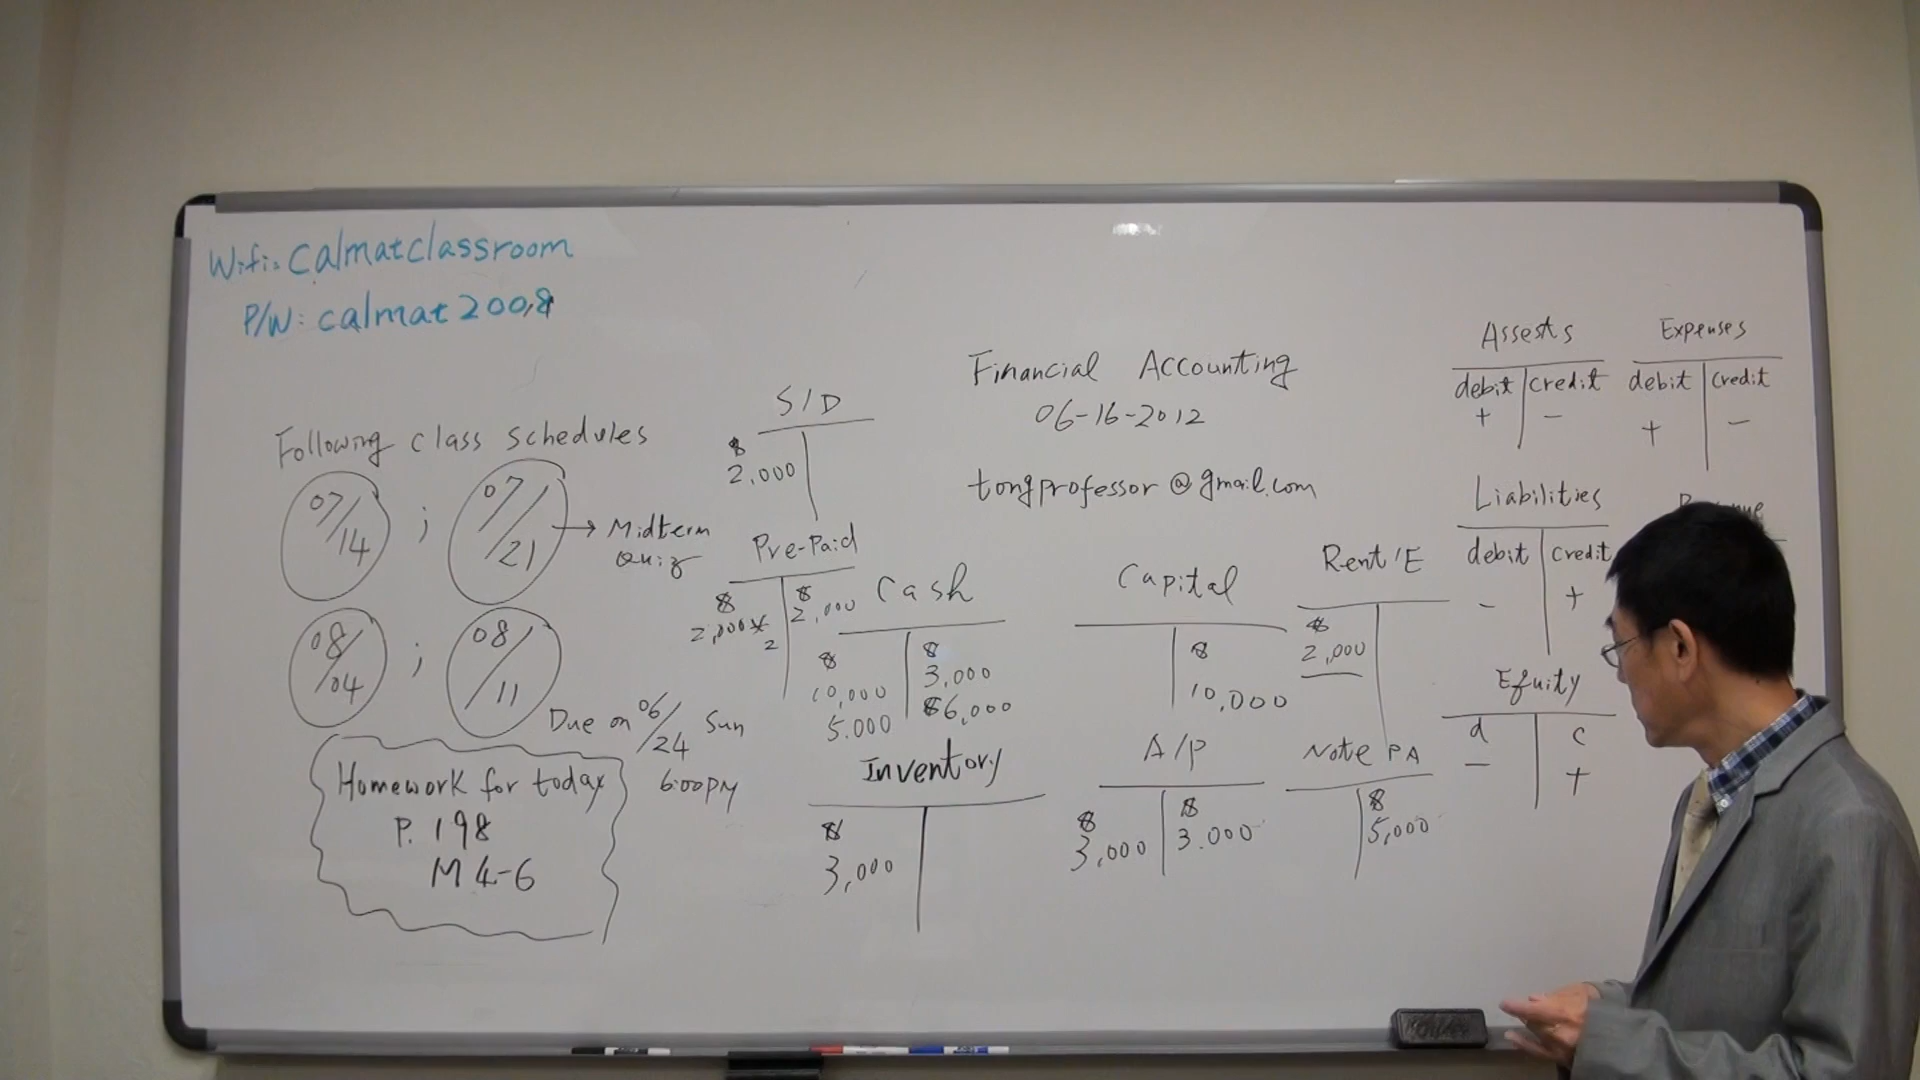 Wifi: calmatclassroom
P/W: calmat2008
Following class schedules
07/14 ; 07/21 → Midterm Quiz
08/04 ; 08/11
Due on 06/24 Sun
6:00PM
Homework for today
P. 198
M 4-6
S/D
$
2,000
Pre-Paid
$ $
2,000 x 2 2,000
Cash
$ $
10,000 3,000
5.000 $6,000
Inventory
$
3,000
Financial Accounting
06-16-2012
tongprofessor@gmail.com
Capital
$
10,000
A/P
$ $
3,000 3.000
Rent/E
$
2,000
Note PA
$
5,000
Assests
debit credit
+ -
Expenses
debit credit
+ -
Liabilities
debit credit
- +
Efuity
d c
- +